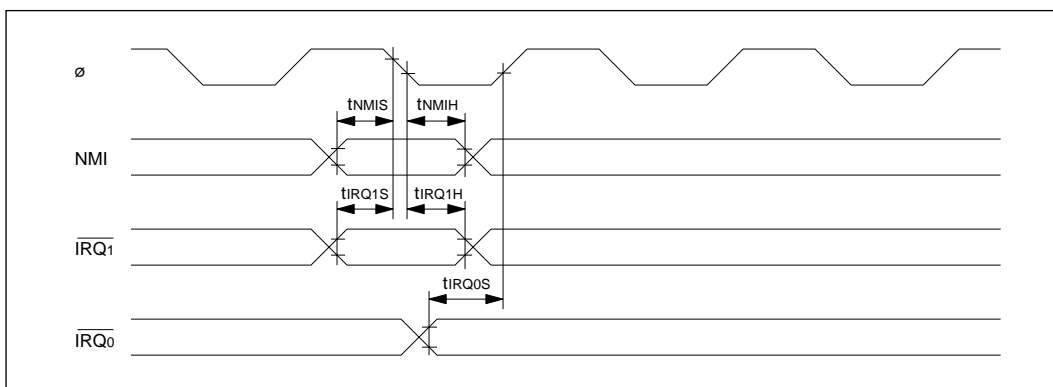 ø
tNMIS tNMIH
NMI
tIRQ1S tIRQ1H
IRQ1
tIRQ0S
IRQ0